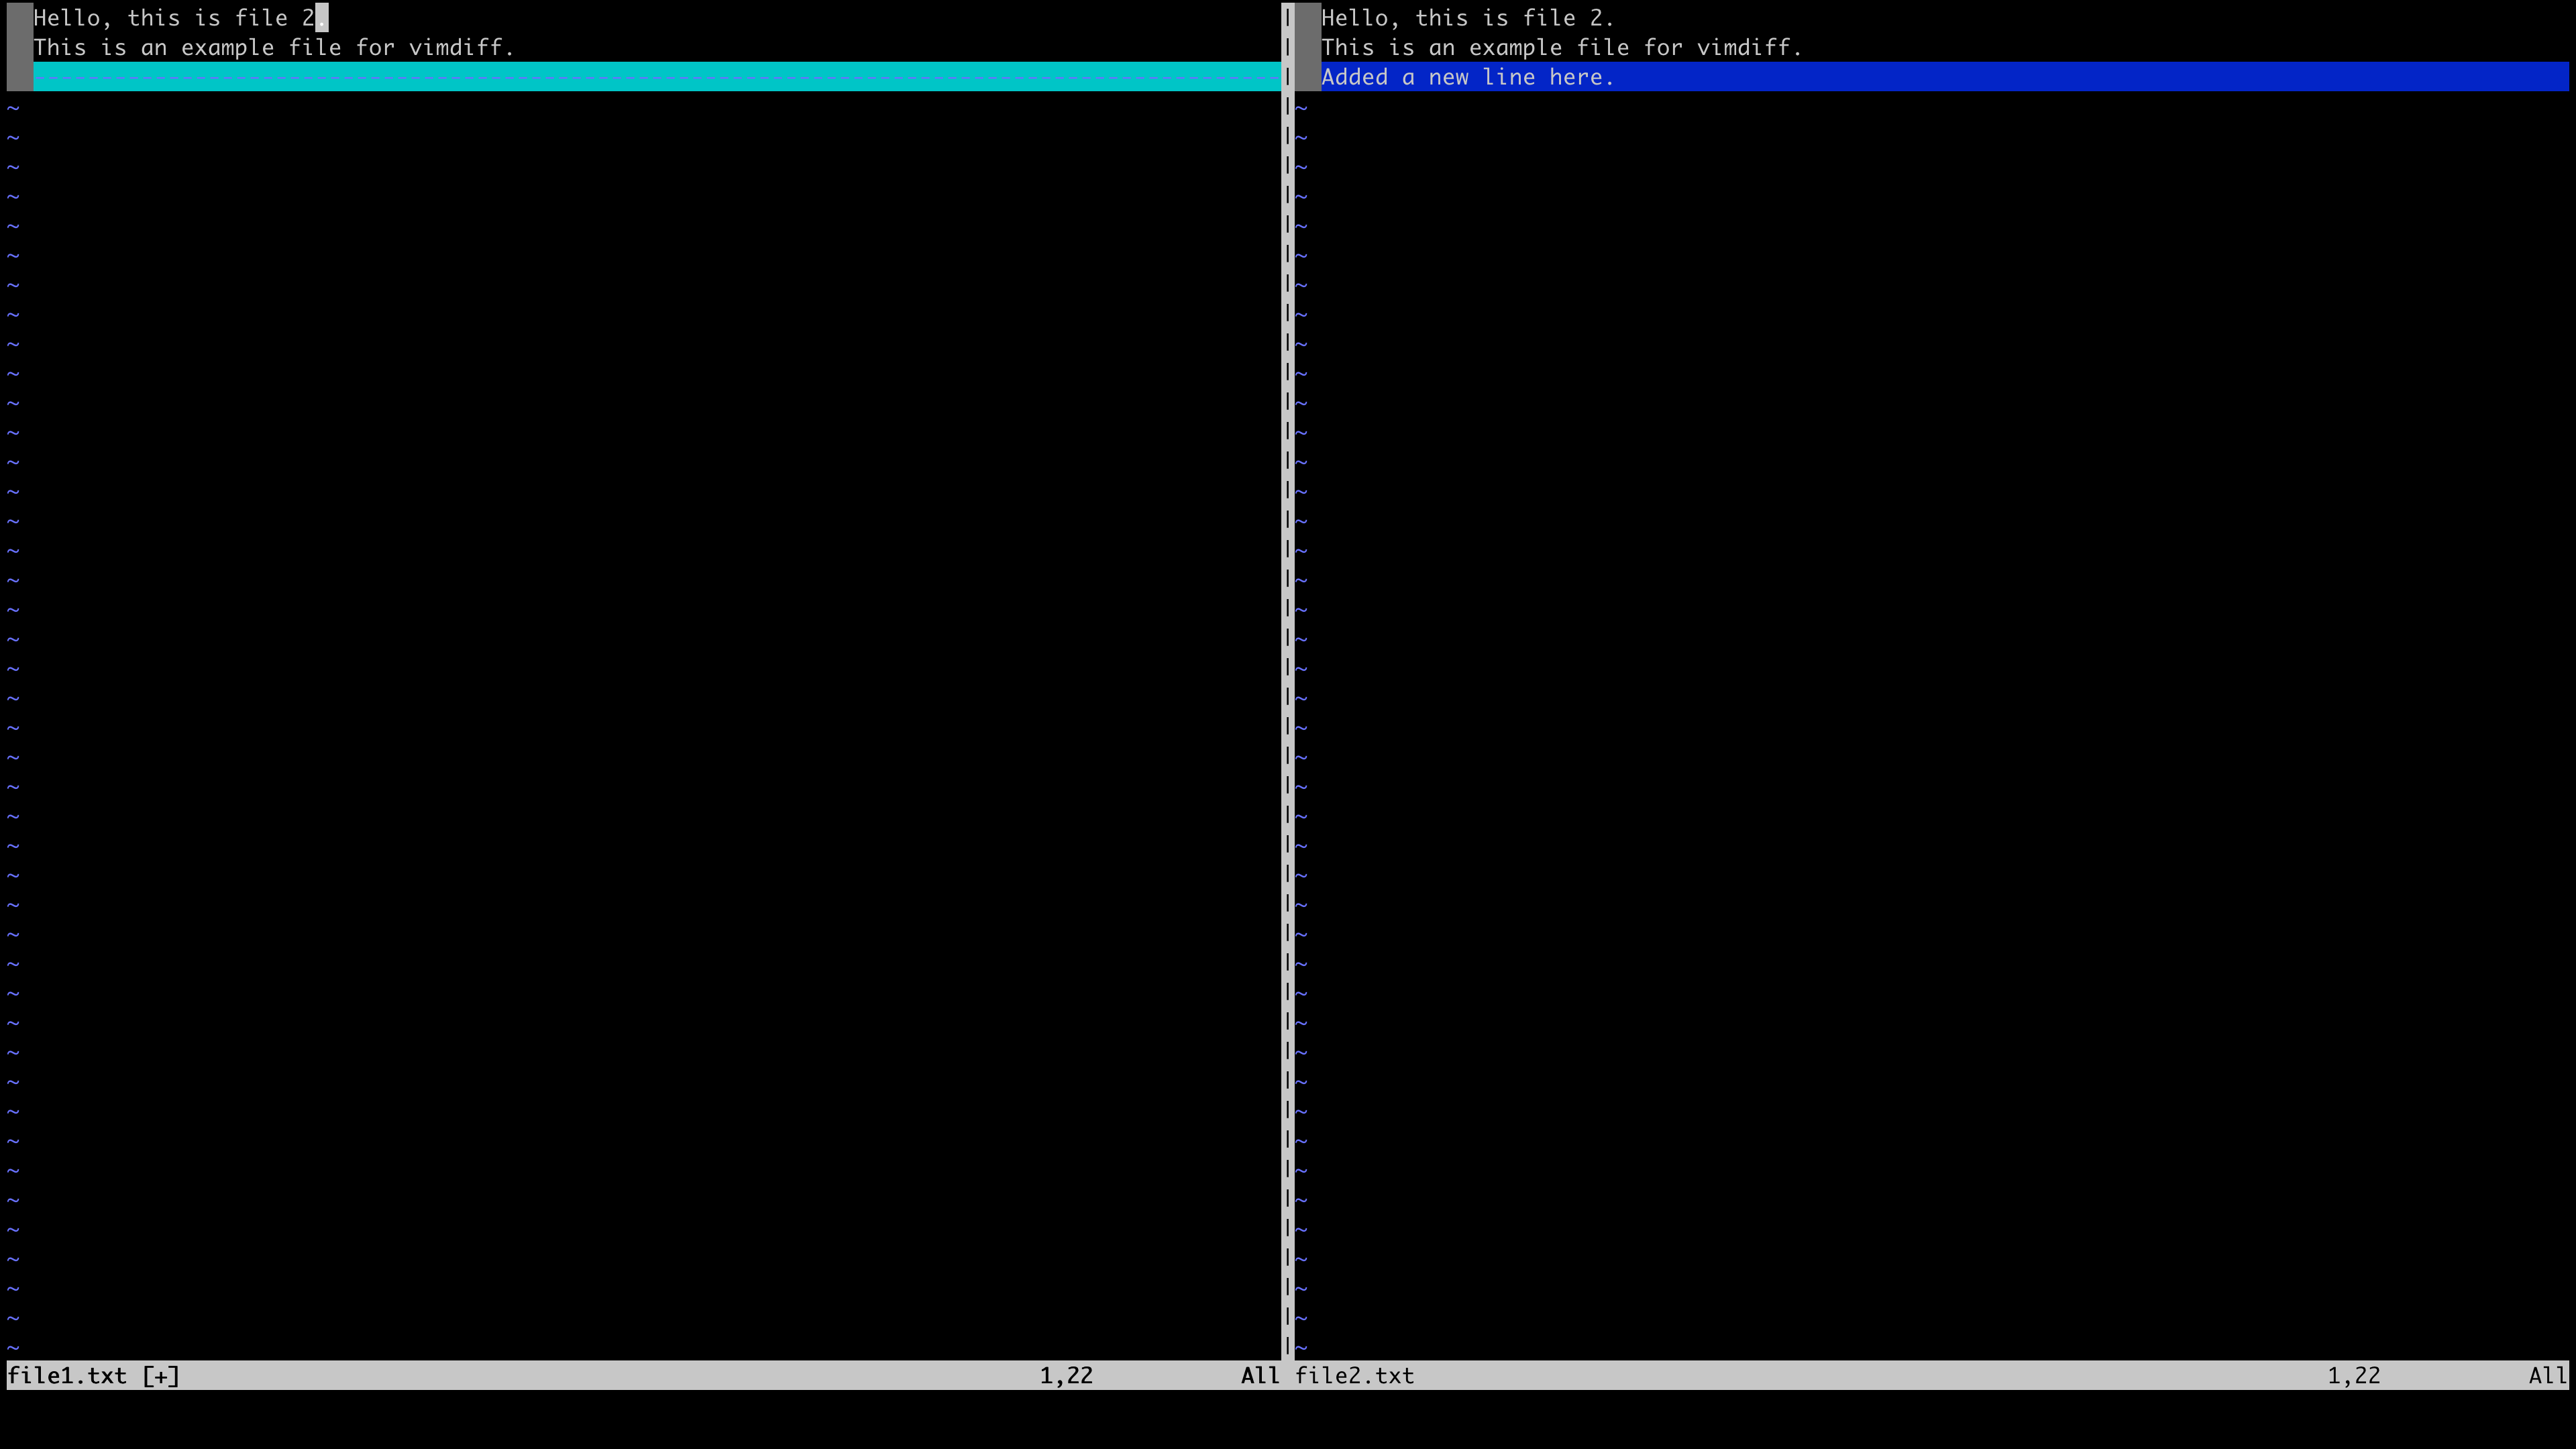 Hello, this is file 2.
This is an example file for vimdiff.
Hello, this is file 2.
This is an example file for vimdiff.
Added a new line here.
file1.txt [+] 1,22 All
file2.txt 1,22 All